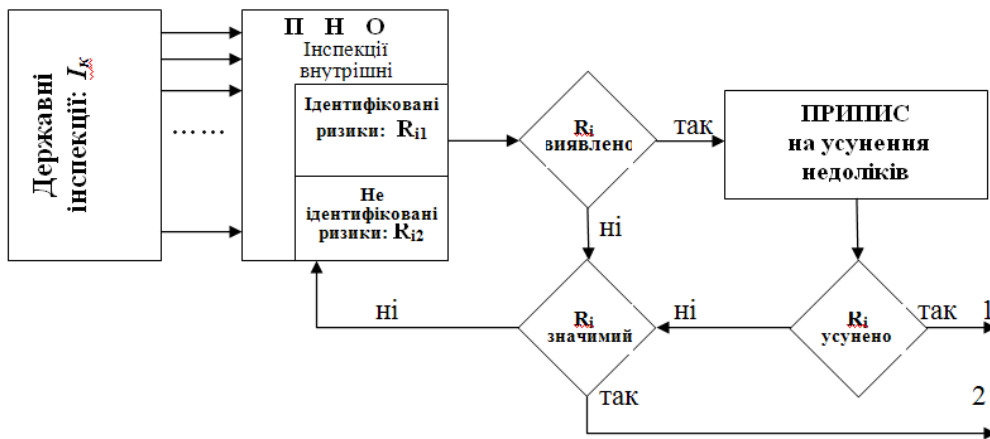 Державні
інспекції: Iк
……
П Н О
Інспекції
внутрішні
Ідентифіковані
ризики: Ri1
Не
ідентифіковані
ризики: Ri2
Ri
виявлено
так
ПРИПИС
на усунення
недоліків
ні
ні
Ri
значимий
ні
Ri
усунено
так
1
так
2